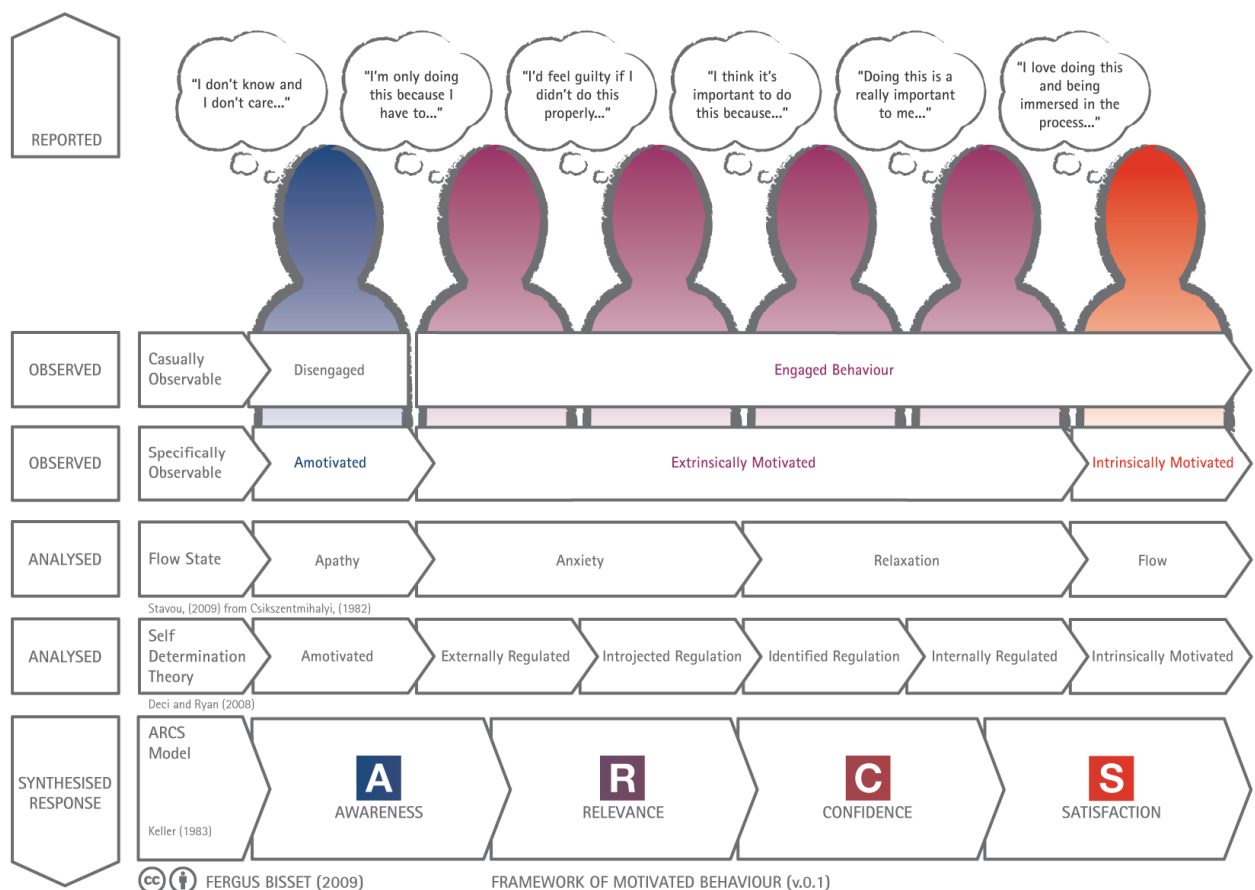 REPORTED
"I don't know and
I don't care..."
"I'm only doing
this because I
have to..."
"I'd feel guilty if I
didn't do this
properly..."
"I think it's
important to do
this because..."
"Doing this is a
really important
to me..."
"I love doing this
and being
immersed in the
process..."
OBSERVED
Casually
Observable
Disengaged
Engaged Behaviour
OBSERVED
Specifically
Observable
Amotivated
Extrinsically Motivated
Intrinsically Motivated
ANALYSED
Flow State
Apathy
Anxiety
Relaxation
Flow
Stavou, (2009) from Csikszentmihalyi, (1982)
ANALYSED
Self
Determination
Theory
Amotivated
Externally Regulated
Introjected Regulation
Identified Regulation
Internally Regulated
Intrinsically Motivated
Deci and Ryan (2008)
SYNTHESISED
RESPONSE
ARCS
Model
Keller (1983)
A
AWARENESS
R
RELEVANCE
C
CONFIDENCE
S
SATISFACTION
cc
FERGUS BISSET (2009)
FRAMEWORK OF MOTIVATED BEHAVIOUR (v.0.1)